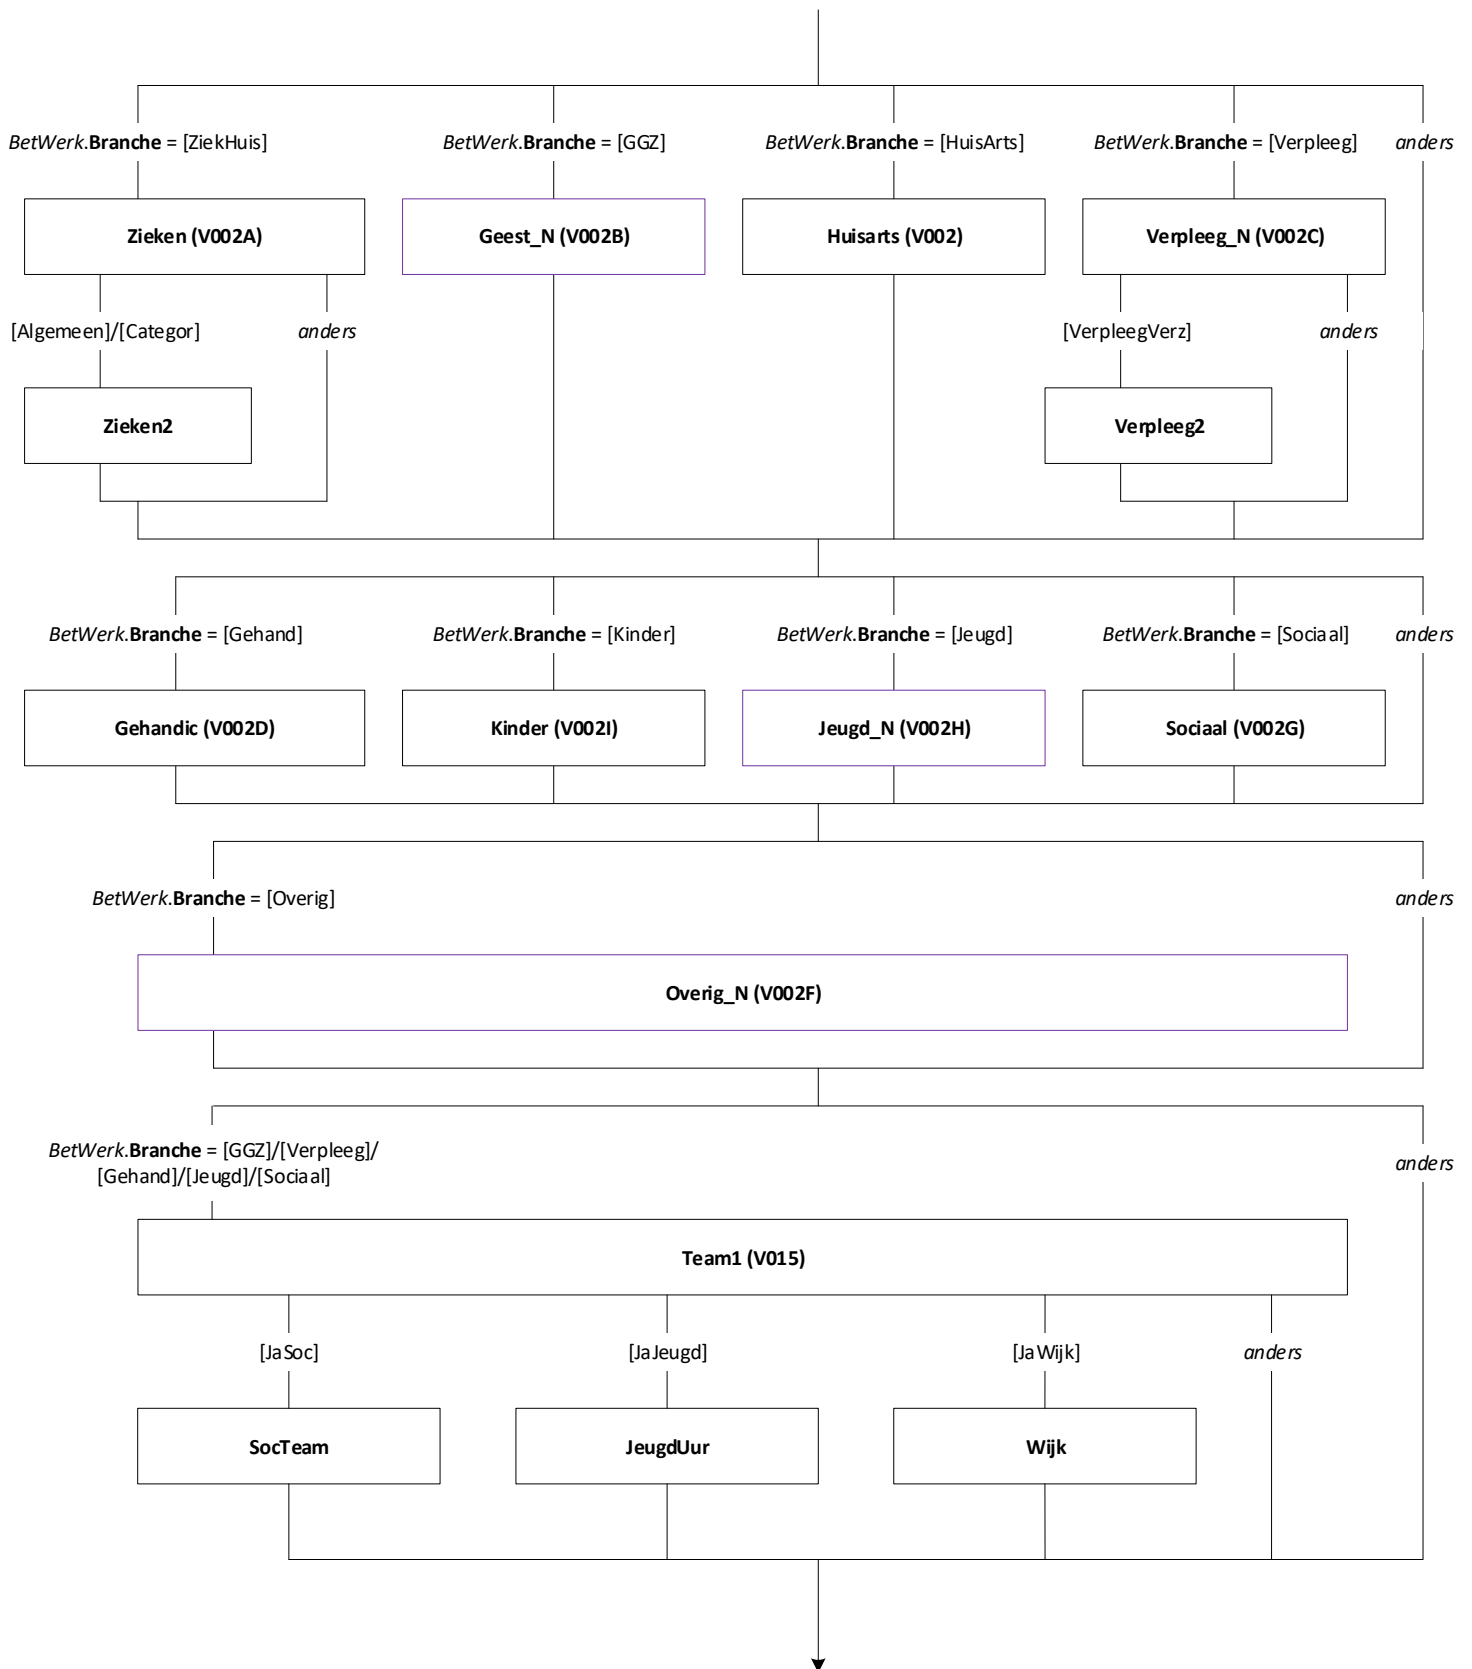 BetWerk.Branche = [ZiekHuis]
BetWerk.Branche = [GGZ]
BetWerk.Branche = [HuisArts]
BetWerk.Branche = [Verpleeg]
anders
Zieken (V002A)
Geest_N (V002B)
Huisarts (V002)
Verpleeg_N (V002C)
[Algemeen]/[Categor]
anders
[VerpleegVerz]
anders
Zieken2
Verpleeg2
BetWerk.Branche = [Gehand]
BetWerk.Branche = [Kinder]
BetWerk.Branche = [Jeugd]
BetWerk.Branche = [Sociaal]
anders
Gehandic (V002D)
Kinder (V002I)
Jeugd_N (V002H)
Sociaal (V002G)
BetWerk.Branche = [Overig]
anders
Overig_N (V002F)
BetWerk.Branche = [GGZ]/[Verpleeg]/
[Gehand]/[Jeugd]/[Sociaal]
anders
Team1 (V015)
[JaSoc]
[JaJeugd]
[JaWijk]
anders
SocTeam
JeugdUur
Wijk